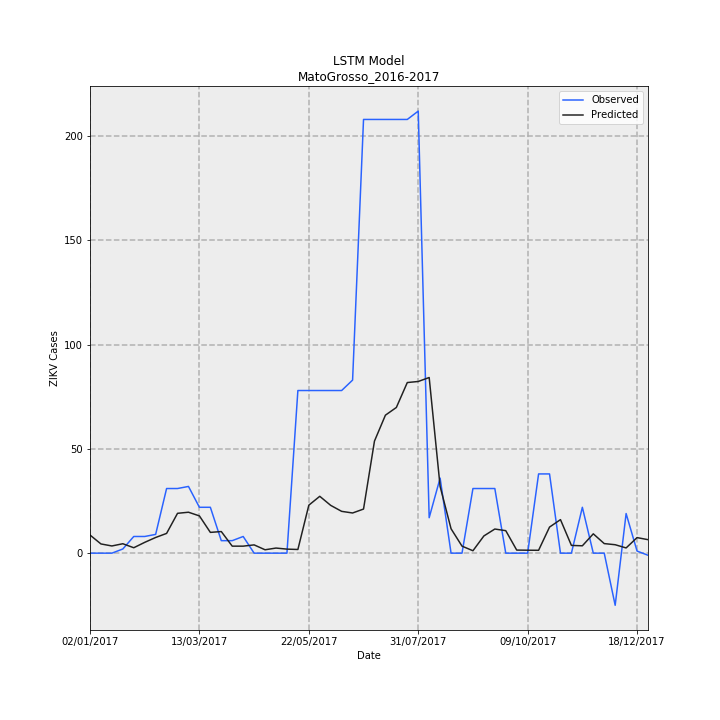 LSTM Model
MatoGrosso_2016-2017
Observed
Predicted
200
150
100
50
0
ZIKV Cases
02/01/2017 13/03/2017 22/05/2017 31/07/2017 09/10/2017 18/12/2017
Date